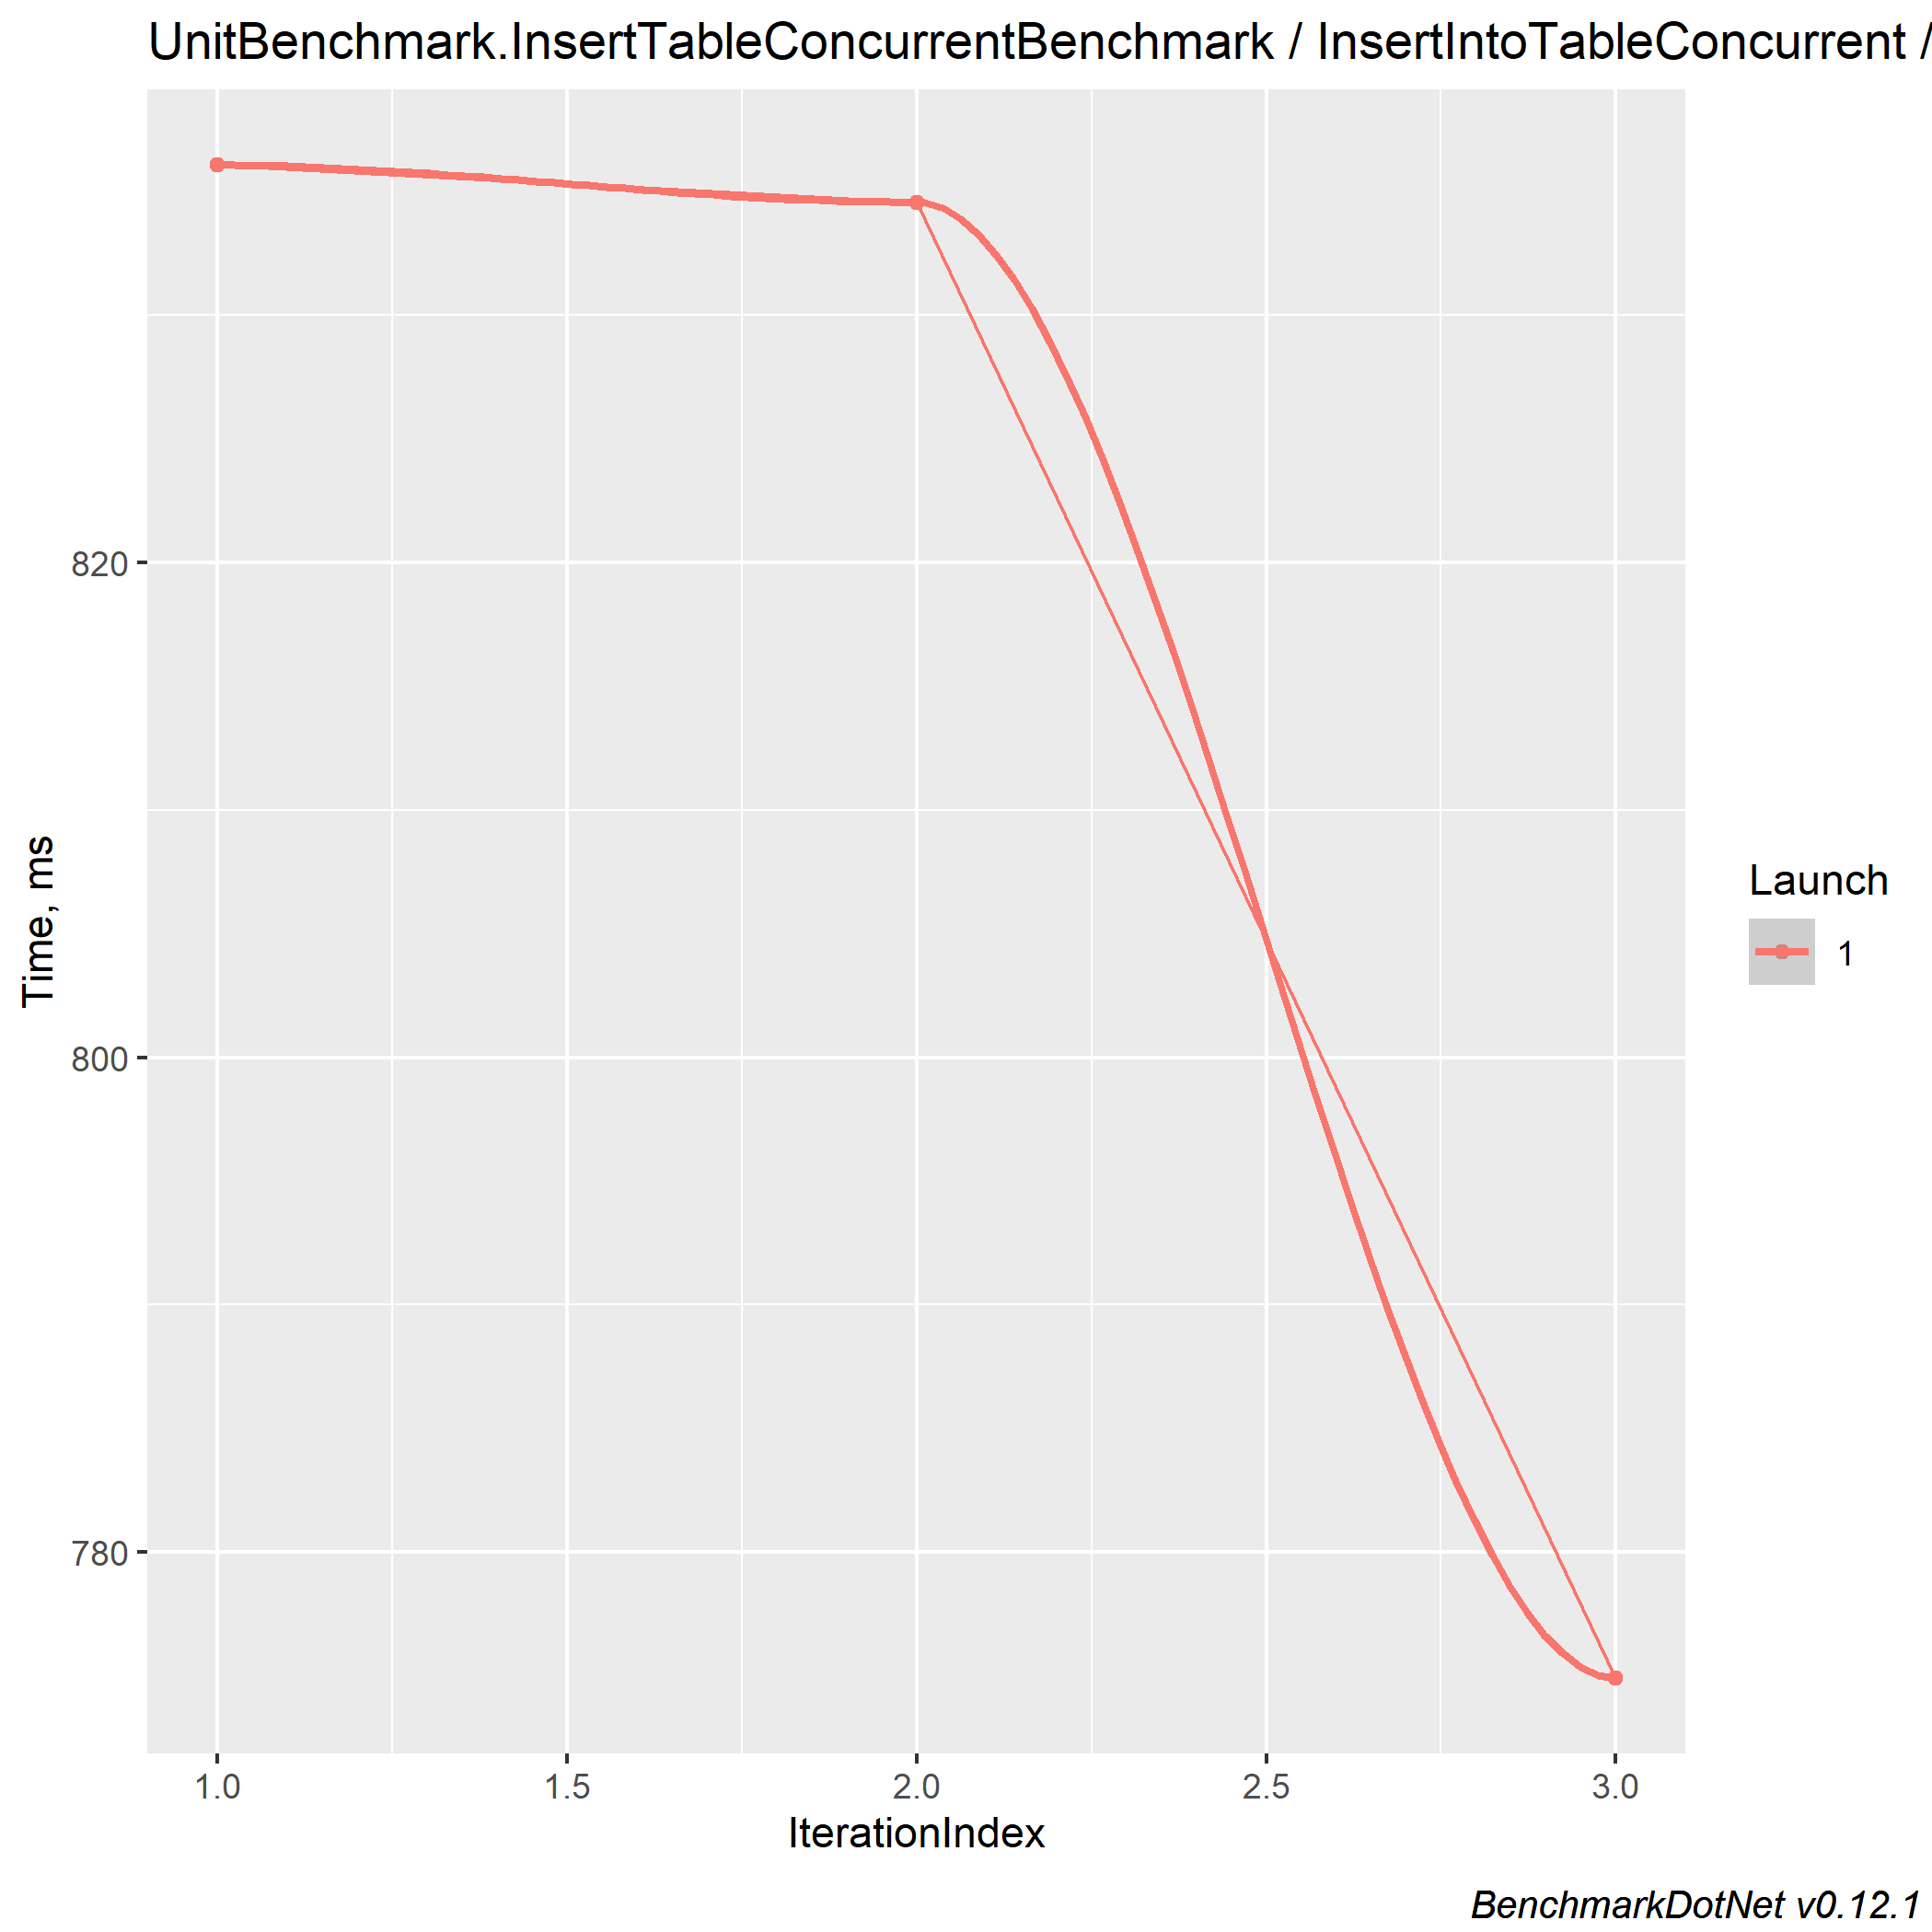 UnitBenchmark.InsertTableConcurrentBenchmark / InsertIntoTableConcurrent /
820
800
780
Time, ms
1.0 1.5 2.0 2.5 3.0
IterationIndex
Launch
1
BenchmarkDotNet v0.12.1